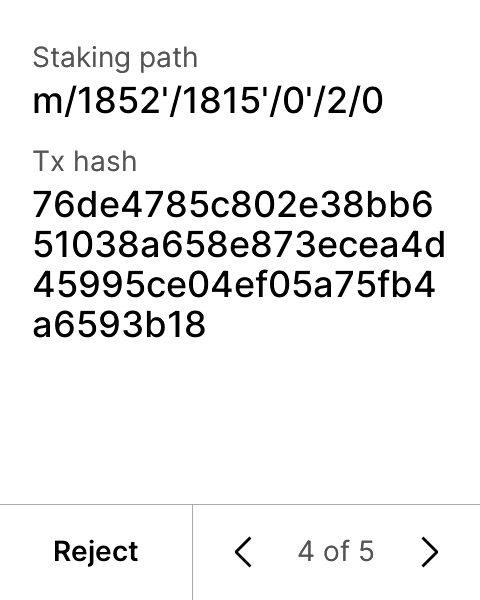 Staking path
m/1852'/1815'/0'/2/0
Tx hash
76de4785c802e38bb6
51038a658e873ecea4d
45995ce04ef05a75fb4
a6593b18
Reject
4 of 5